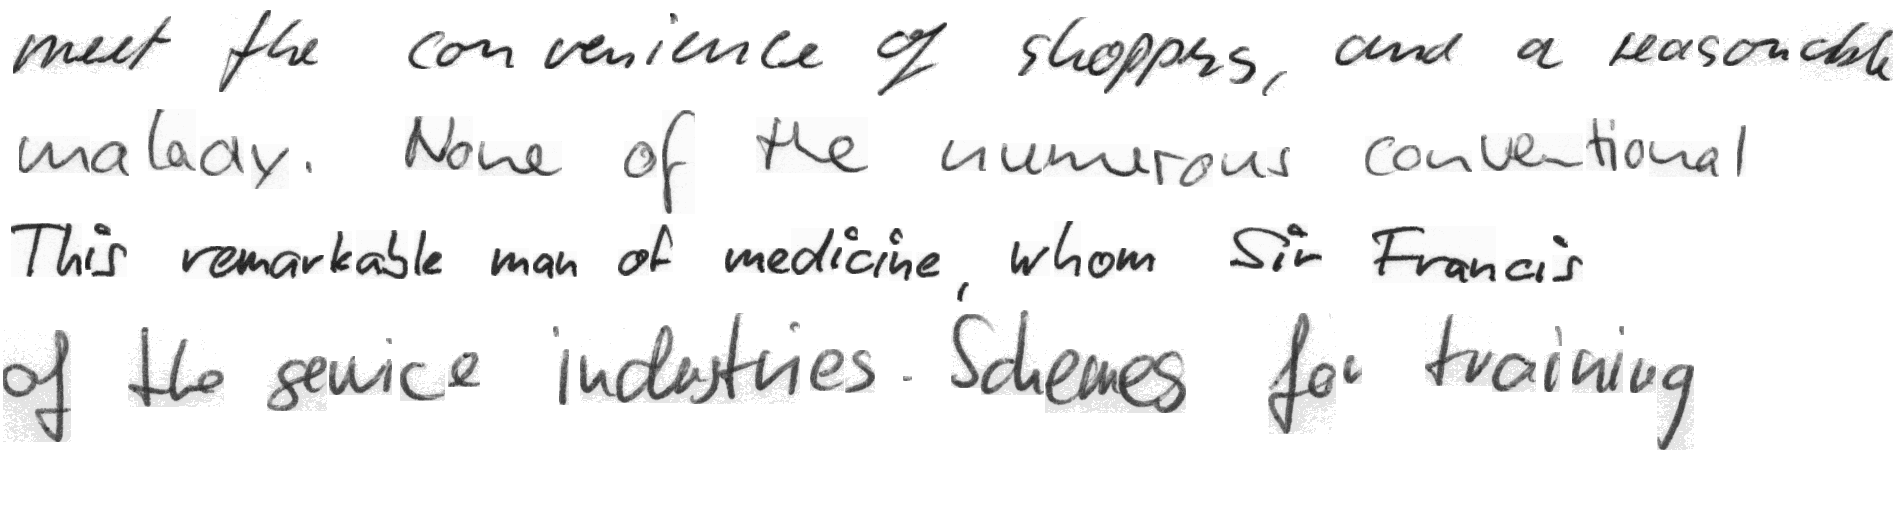 meet the convenience of shoppers, and a reasonable
malady. None of the numerous conventional
This remarkable man of medicine, whom Sir Francis
of the service industries. Schemes for training